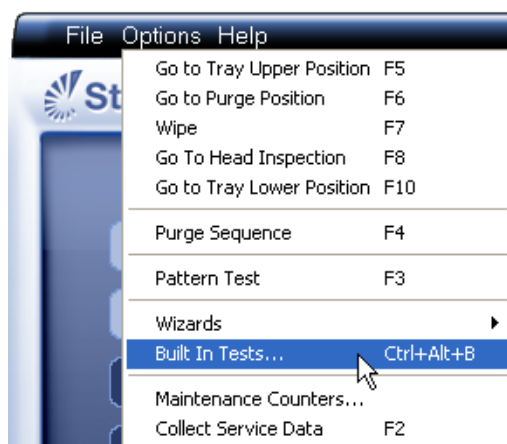 File Options Help
St
Go to Tray Upper Position F5
Go to Purge Position F6
Wipe F7
Go To Head Inspection F8
Go to Tray Lower Position F10
Purge Sequence F4
Pattern Test F3
Wizards
Built In Tests... Ctrl+Alt+B
Maintenance Counters...
Collect Service Data F2